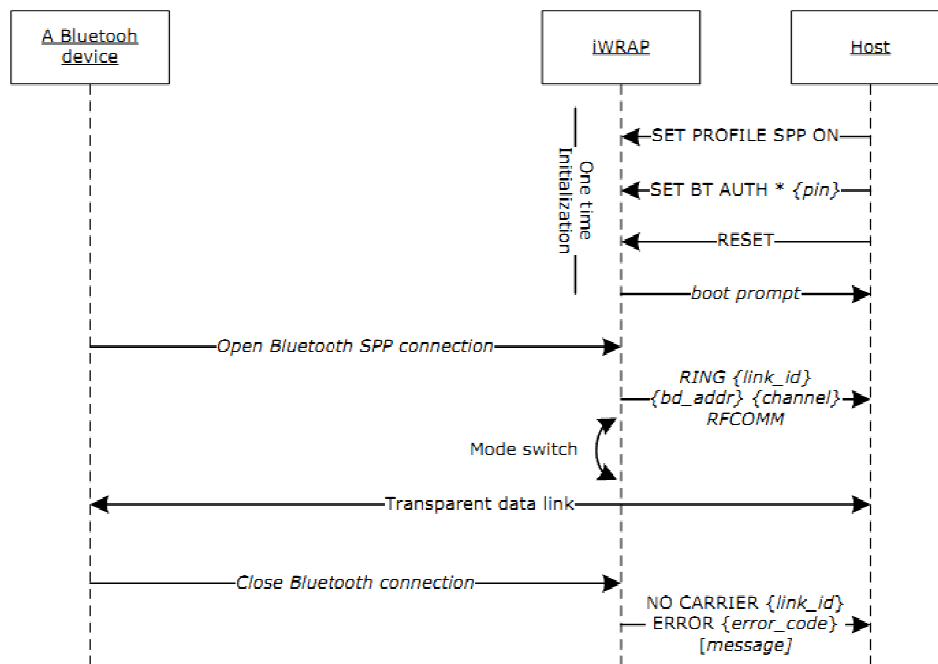 A Bluetooh
device
iWRAP
Host
SET PROFILE SPP ON
One time
Initialization
SET BT AUTH * {pin}
RESET
boot prompt
Open Bluetooth SPP connection
RING {link_id}
{bd_addr} {channel}
RFCOMM
Mode switch
Transparent data link
Close Bluetooth connection
NO CARRIER {link_id}
ERROR {error_code}
[message]